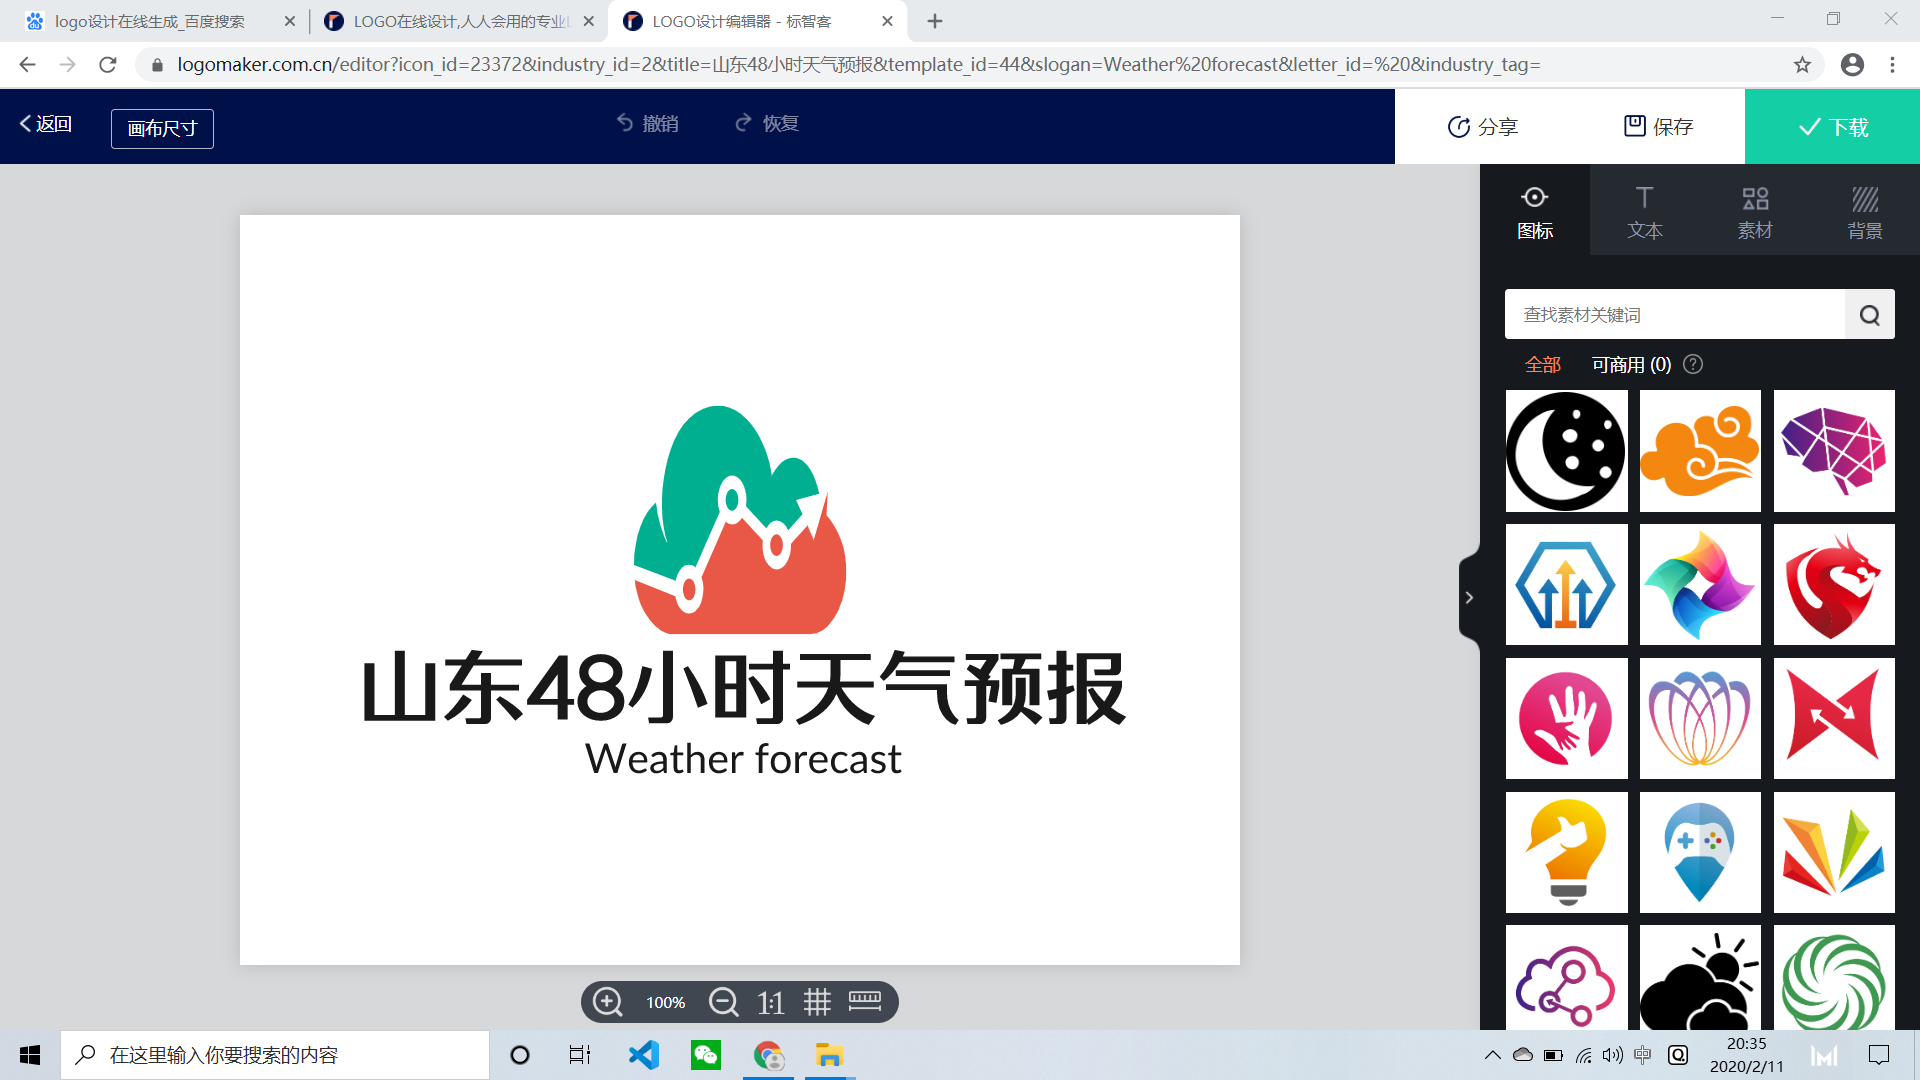 logo设计在线生成_百度搜索
LOGO在线设计,人人会用的专业L
LOGO设计编辑器 - 标智客
logomaker.com.cn/editor?icon_id=23372&industry_id=2&title=山东48小时天气预报&template_id=44&slogan=Weather%20forecast&letter_id=%20&industry_tag=
返回
画布尺寸
撤销
恢复
分享
保存
下载
图标
文本
素材
背景
查找素材关键词
全部
可商用 (0)
山东48小时天气预报
Weather forecast
100%
1:1
在这里输入你要搜索的内容
中
20:35
2020/2/11